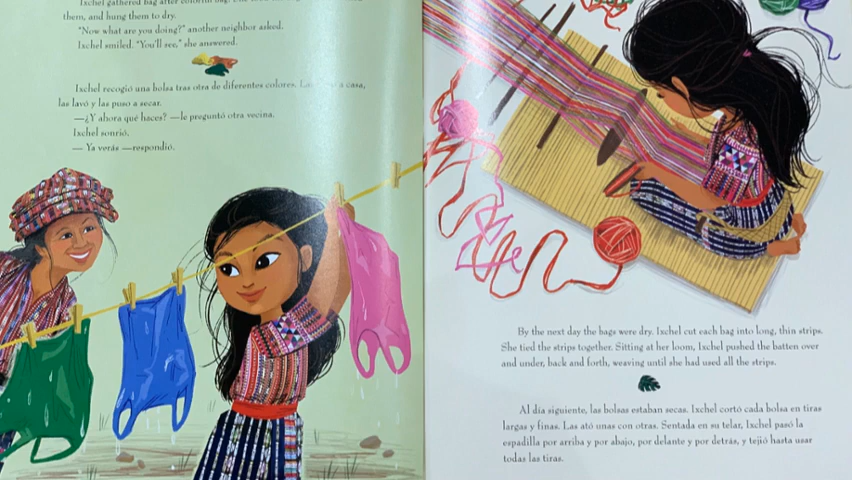 Ixchel gathered bag after colorful bag.
them, and hung them to dry.
"Now what are you doing?" another neighbor asked.
Ixchel smiled. "You'll see," she answered.
Ixchel recogió una bolsa tras otra de diferentes colores. a casa,
las lavó y las puso a secar.
—¿Y ahora qué haces? —le preguntó otra vecina.
Ixchel sonrió.
— Ya verás —respondió.
By the next day the bags were dry. Ixchel cut each bag into long, thin strips.
She tied the strips together. Sitting at her loom, Ixchel pushed the batten over
and under, back and forth, weaving until she had used all the strips.
Al día siguiente, las bolsas estaban secas. Ixchel cortó cada bolsa en tiras
largas y finas. Las ató unas con otras. Sentada en su telar, Ixchel pasó la
espadilla por arriba y por abajo, por delante y por detrás, y tejió hasta usar
todas las tiras.